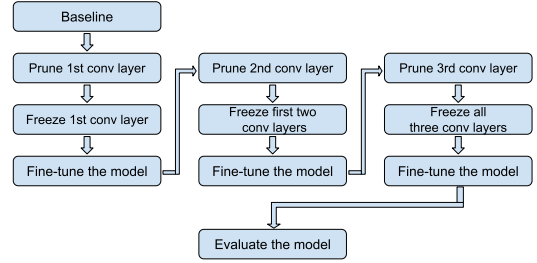 Baseline
Prune 1st conv layer
Freeze 1st conv layer
Fine-tune the model
Prune 2nd conv layer
Freeze first two
conv layers
Fine-tune the model
Prune 3rd conv layer
Freeze all
three conv layers
Fine-tune the model
Evaluate the model